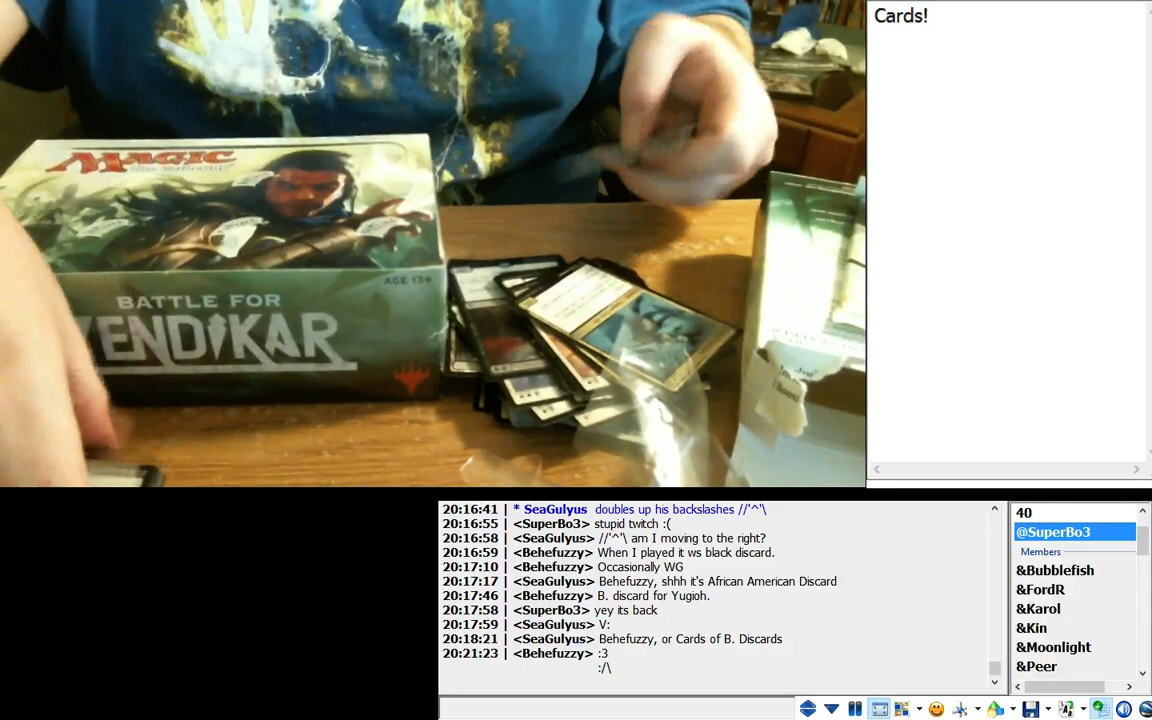 Cards!
MAGIC
AGE 13+
BATTLE FOR
ZENDIKAR
20:16:41 | * SeaGulyus doubles up his backslashes //'^'\
20:16:55 | <SuperBo3> stupid twitch :(
20:16:58 | <SeaGulyus> //'^'\ am I moving to the right?
20:16:59 | <Behefuzzy> When I played it ws black discard.
20:17:10 | <Behefuzzy> Occasionally WG
20:17:17 | <SeaGulyus> Behefuzzy, shhh it's African American Discard
20:17:46 | <Behefuzzy> B. discard for Yugioh.
20:17:58 | <SuperBo3> yey its back
20:17:59 | <SeaGulyus> V:
20:18:21 | <SeaGulyus> Behefuzzy, or Cards of B. Discards
20:21:23 | <Behefuzzy> :3
:/\
40
@SuperBo3
Members
&Bubblefish
&FordR
&Karol
&Kin
&Moonlight
&Peer